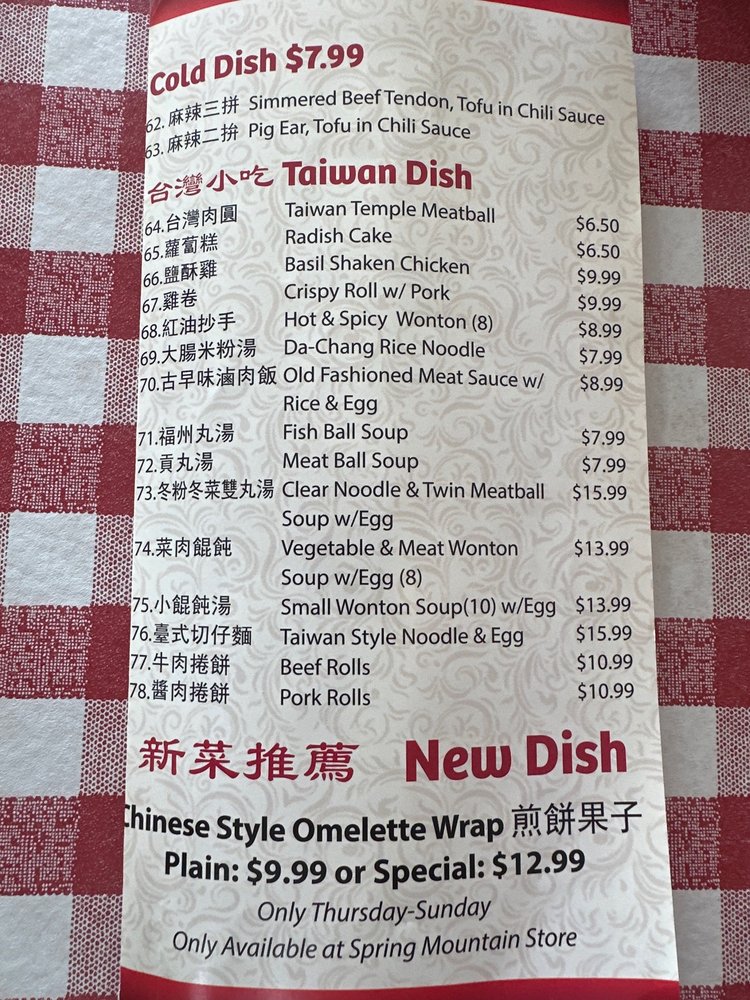 Cold Dish $7.99
62. 麻辣三拼 Simmered Beef Tendon, Tofu in Chili Sauce
63. 麻辣二拚 Pig Ear, Tofu in Chili Sauce
台灣小吃 Taiwan Dish
64.台灣肉圓 Taiwan Temple Meatball $6.50
65.蘿蔔糕 Radish Cake $6.50
66.鹽酥雞 Basil Shaken Chicken $9.99
67.雞卷 Crispy Roll w/ Pork $9.99
68.紅油抄手 Hot & Spicy Wonton (8) $8.99
69.大腸米粉湯 Da-Chang Rice Noodle $7.99
70.古早味滷肉飯 Old Fashioned Meat Sauce w/ $8.99
Rice & Egg
71.福州丸湯 Fish Ball Soup $7.99
72.貢丸湯 Meat Ball Soup $7.99
73.冬粉冬菜雙丸湯 Clear Noodle & Twin Meatball $15.99
Soup w/Egg
74.菜肉餛飩 Vegetable & Meat Wonton $13.99
Soup w/Egg (8)
75.小餛飩湯 Small Wonton Soup(10) w/Egg $13.99
76.臺式切仔麵 Taiwan Style Noodle & Egg $15.99
77.牛肉捲餅 Beef Rolls $10.99
78.醬肉捲餅 Pork Rolls $10.99
新菜推薦 New Dish
Chinese Style Omelette Wrap 煎餅果子
Plain: $9.99 or Special: $12.99
Only Thursday-Sunday
Only Available at Spring Mountain Store